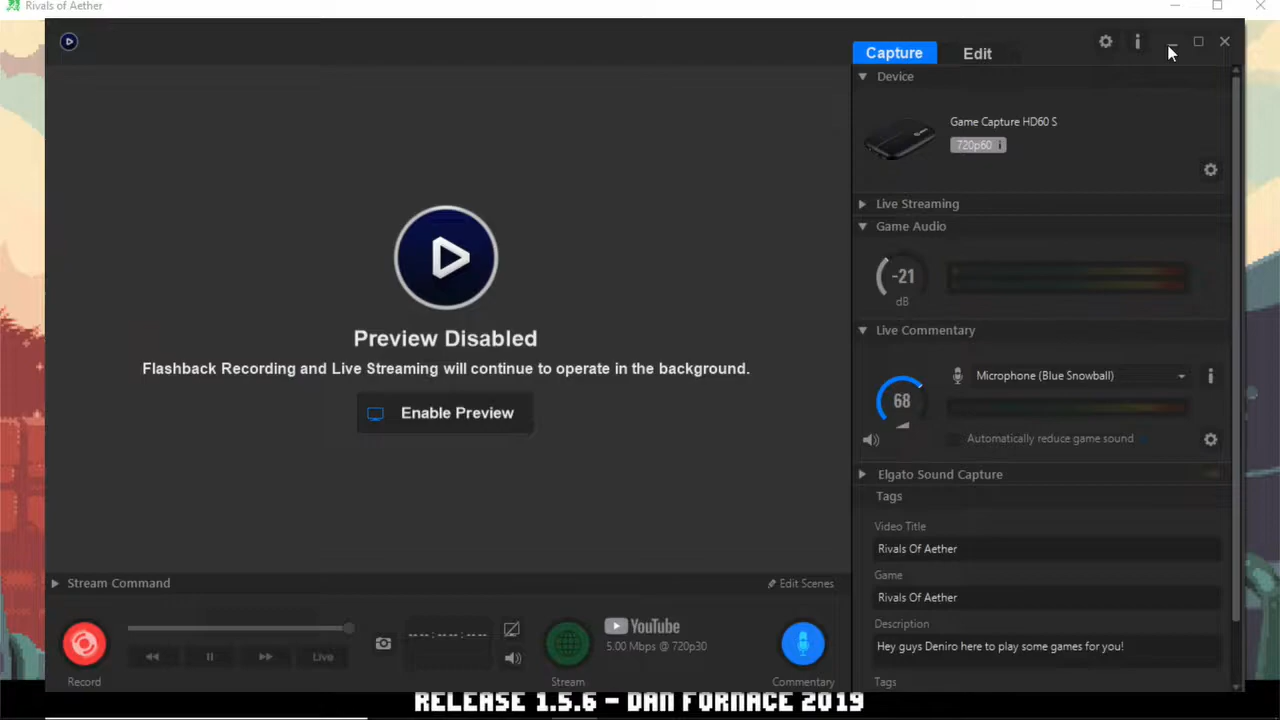 Rivals of Aether
Capture
Edit
Device
Game Capture HD60 S
720p60 i
Live Streaming
Game Audio
-21
dB
Live Commentary
Microphone (Blue Snowball)
68
Automatically reduce game sound
Elgato Sound Capture
Tags
Video Title
Rivals Of Aether
Game
Rivals Of Aether
Description
Hey guys Deniro here to play some games for you!
Tags
Preview Disabled
Flashback Recording and Live Streaming will continue to operate in the background.
Enable Preview
Stream Command
Edit Scenes
--:--:--:--
Live
YouTube
5.00 Mbps @ 720p30
Record
Stream
Commentary
RELEASE 1.5.6 - DAN FORNACE 2019